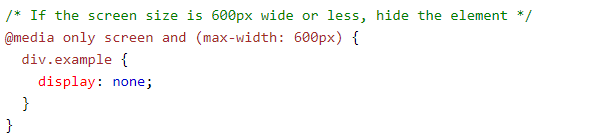 /* If the screen size is 600px wide or less, hide the element */
@media only screen and (max-width: 600px) {
  div.example {
    display: none;
  }
}